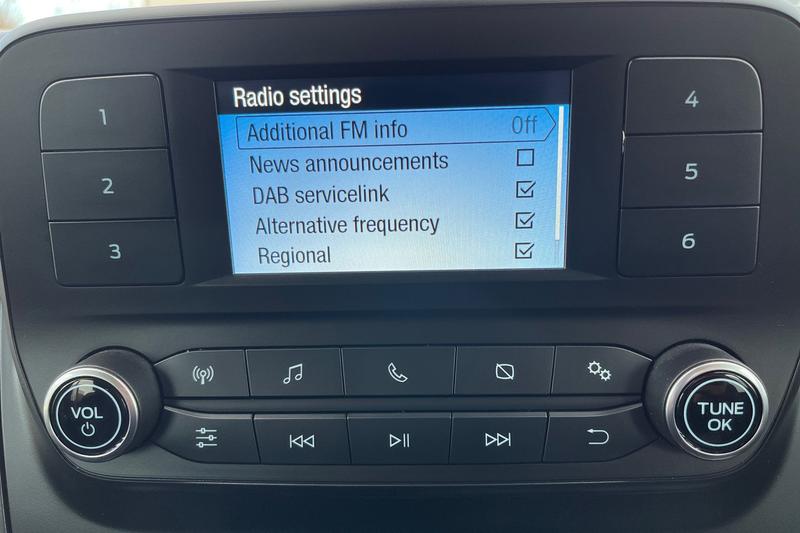 Radio settings
Additional FM info Off
News announcements
DAB servicelink
Alternative frequency
Regional
1
2
3
4
5
6
VOL
TUNE
OK